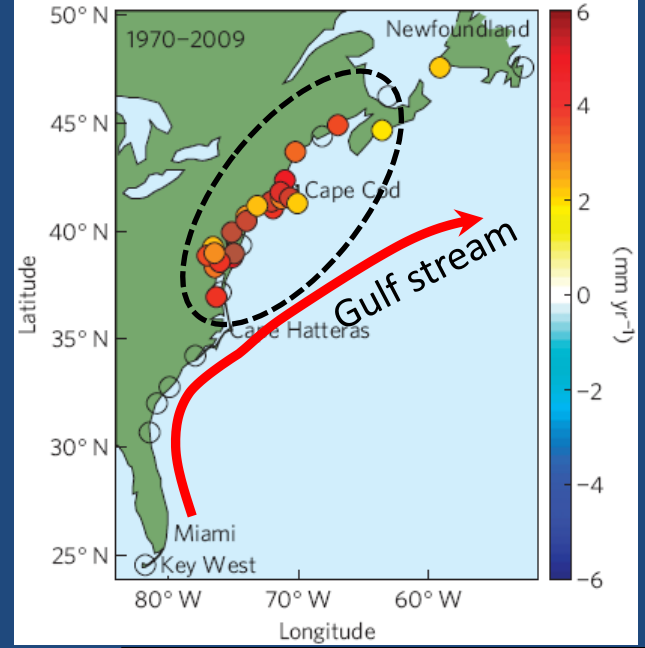 50° N
45° N
40° N
35° N
30° N
25° N
Latitude
1970–2009
Newfoundland
Cape Cod
Gulf stream
Cape Hatteras
Miami
Key West
80° W
70° W
60° W
Longitude
6
4
2
0
−2
−4
−6
(mm yr⁻¹)